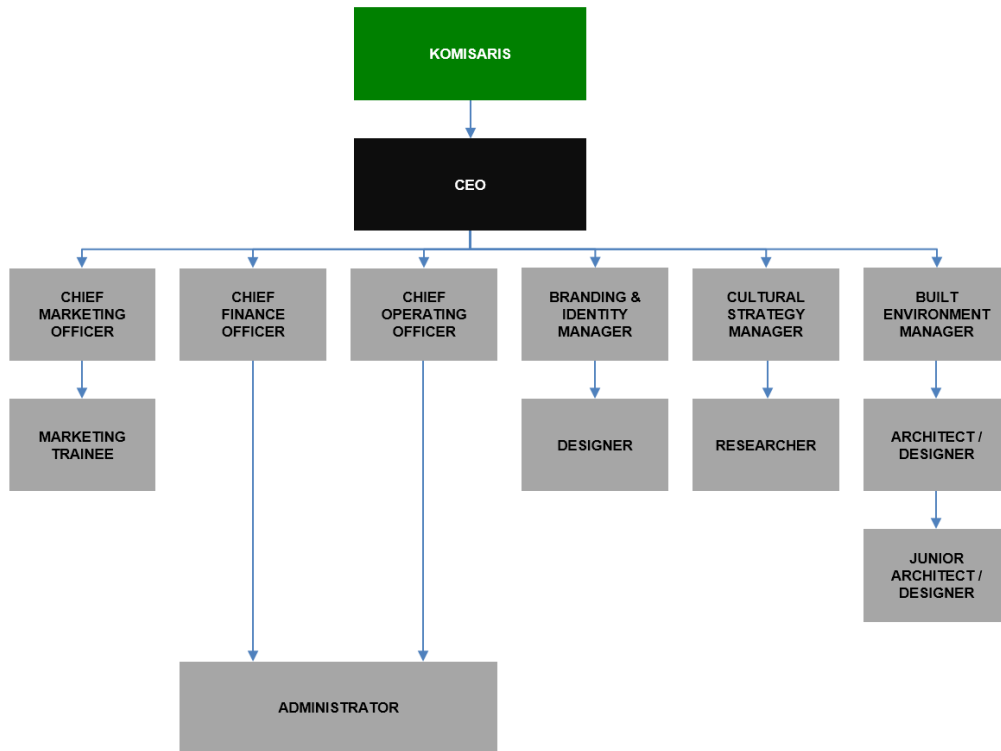 KOMISARIS
CEO
CHIEF
MARKETING
OFFICER
CHIEF
FINANCE
OFFICER
CHIEF
OPERATING
OFFICER
BRANDING &
IDENTITY
MANAGER
CULTURAL
STRATEGY
MANAGER
BUILT
ENVIRONMENT
MANAGER
MARKETING
TRAINEE
DESIGNER
RESEARCHER
ARCHITECT /
DESIGNER
JUNIOR
ARCHITECT /
DESIGNER
ADMINISTRATOR